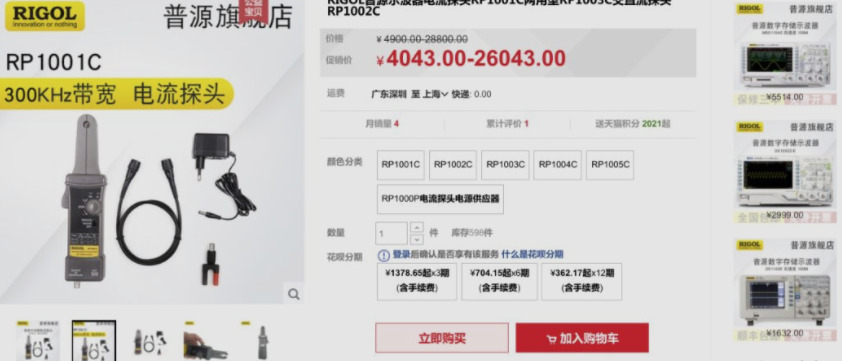 RIGOL普源示波器电流探头RP1001C两用型RP1003C交直流探头
RP1002C
RIGOL
Innovation or nothing
普源旗舰店
公益
宝贝
RP1001C
300KHz带宽 电流探头
价格
¥4900.00-28800.00
促销价
¥4043.00-26043.00
运费
广东深圳 至 上海 快递: 0.00
月销量 4
累计评价 1
送天猫积分 2021起
颜色分类
RP1001C
RP1002C
RP1003C
RP1004C
RP1005C
RP1000P电流探头电源供应器
数量
1
件
库存598件
花呗分期
登录后确认是否享有该服务 什么是花呗分期
¥1378.65起x3期
(含手续费)
¥704.15起x6期
(含手续费)
¥362.17起x12期
(含手续费)
立即购买
加入购物车
RIGOL
普源旗舰店
普源数字存储示波器
¥5514.00
RIGOL
普源旗舰店
普源数字存储示波器
¥2999.00
RIGOL
普源旗舰店
普源数字存储示波器
¥1632.00